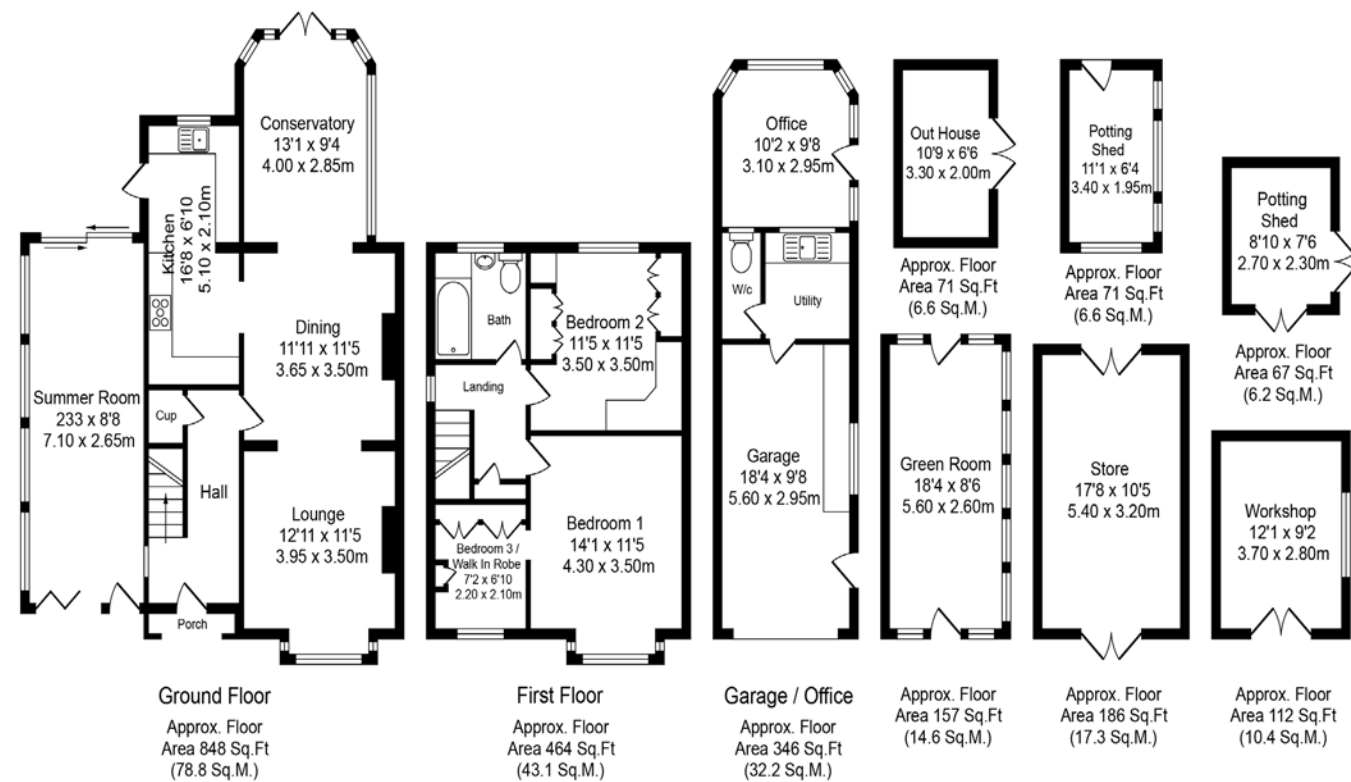 Conservatory
13'1 x 9'4
4.00 x 2.85m
Kitchen
16'8 x 6'10
5.10 x 2.10m
Dining
11'11 x 11'5
3.65 x 3.50m
Summer Room
233 x 8'8
7.10 x 2.65m
Cup
Hall
Lounge
12'11 x 11'5
3.95 x 3.50m
Porch
Ground Floor
Approx. Floor
Area 848 Sq.Ft
(78.8 Sq.M.)
Bath
Bedroom 2
11'5 x 11'5
3.50 x 3.50m
Landing
Bedroom 1
14'1 x 11'5
4.30 x 3.50m
Bedroom 3 /
Walk In Robe
7'2 x 6'10
2.20 x 2.10m
First Floor
Approx. Floor
Area 464 Sq.Ft
(43.1 Sq.M.)
Office
10'2 x 9'8
3.10 x 2.95m
W/c
Utility
Garage
18'4 x 9'8
5.60 x 2.95m
Garage / Office
Approx. Floor
Area 346 Sq.Ft
(32.2 Sq.M.)
Out House
10'9 x 6'6
3.30 x 2.00m
Approx. Floor
Area 71 Sq.Ft
(6.6 Sq.M.)
Green Room
18'4 x 8'6
5.60 x 2.60m
Approx. Floor
Area 157 Sq.Ft
(14.6 Sq.M.)
Potting
Shed
11'1 x 6'4
3.40 x 1.95m
Approx. Floor
Area 71 Sq.Ft
(6.6 Sq.M.)
Store
17'8 x 10'5
5.40 x 3.20m
Approx. Floor
Area 186 Sq.Ft
(17.3 Sq.M.)
Potting
Shed
8'10 x 7'6
2.70 x 2.30m
Approx. Floor
Area 67 Sq.Ft
(6.2 Sq.M.)
Workshop
12'1 x 9'2
3.70 x 2.80m
Approx. Floor
Area 112 Sq.Ft
(10.4 Sq.M.)